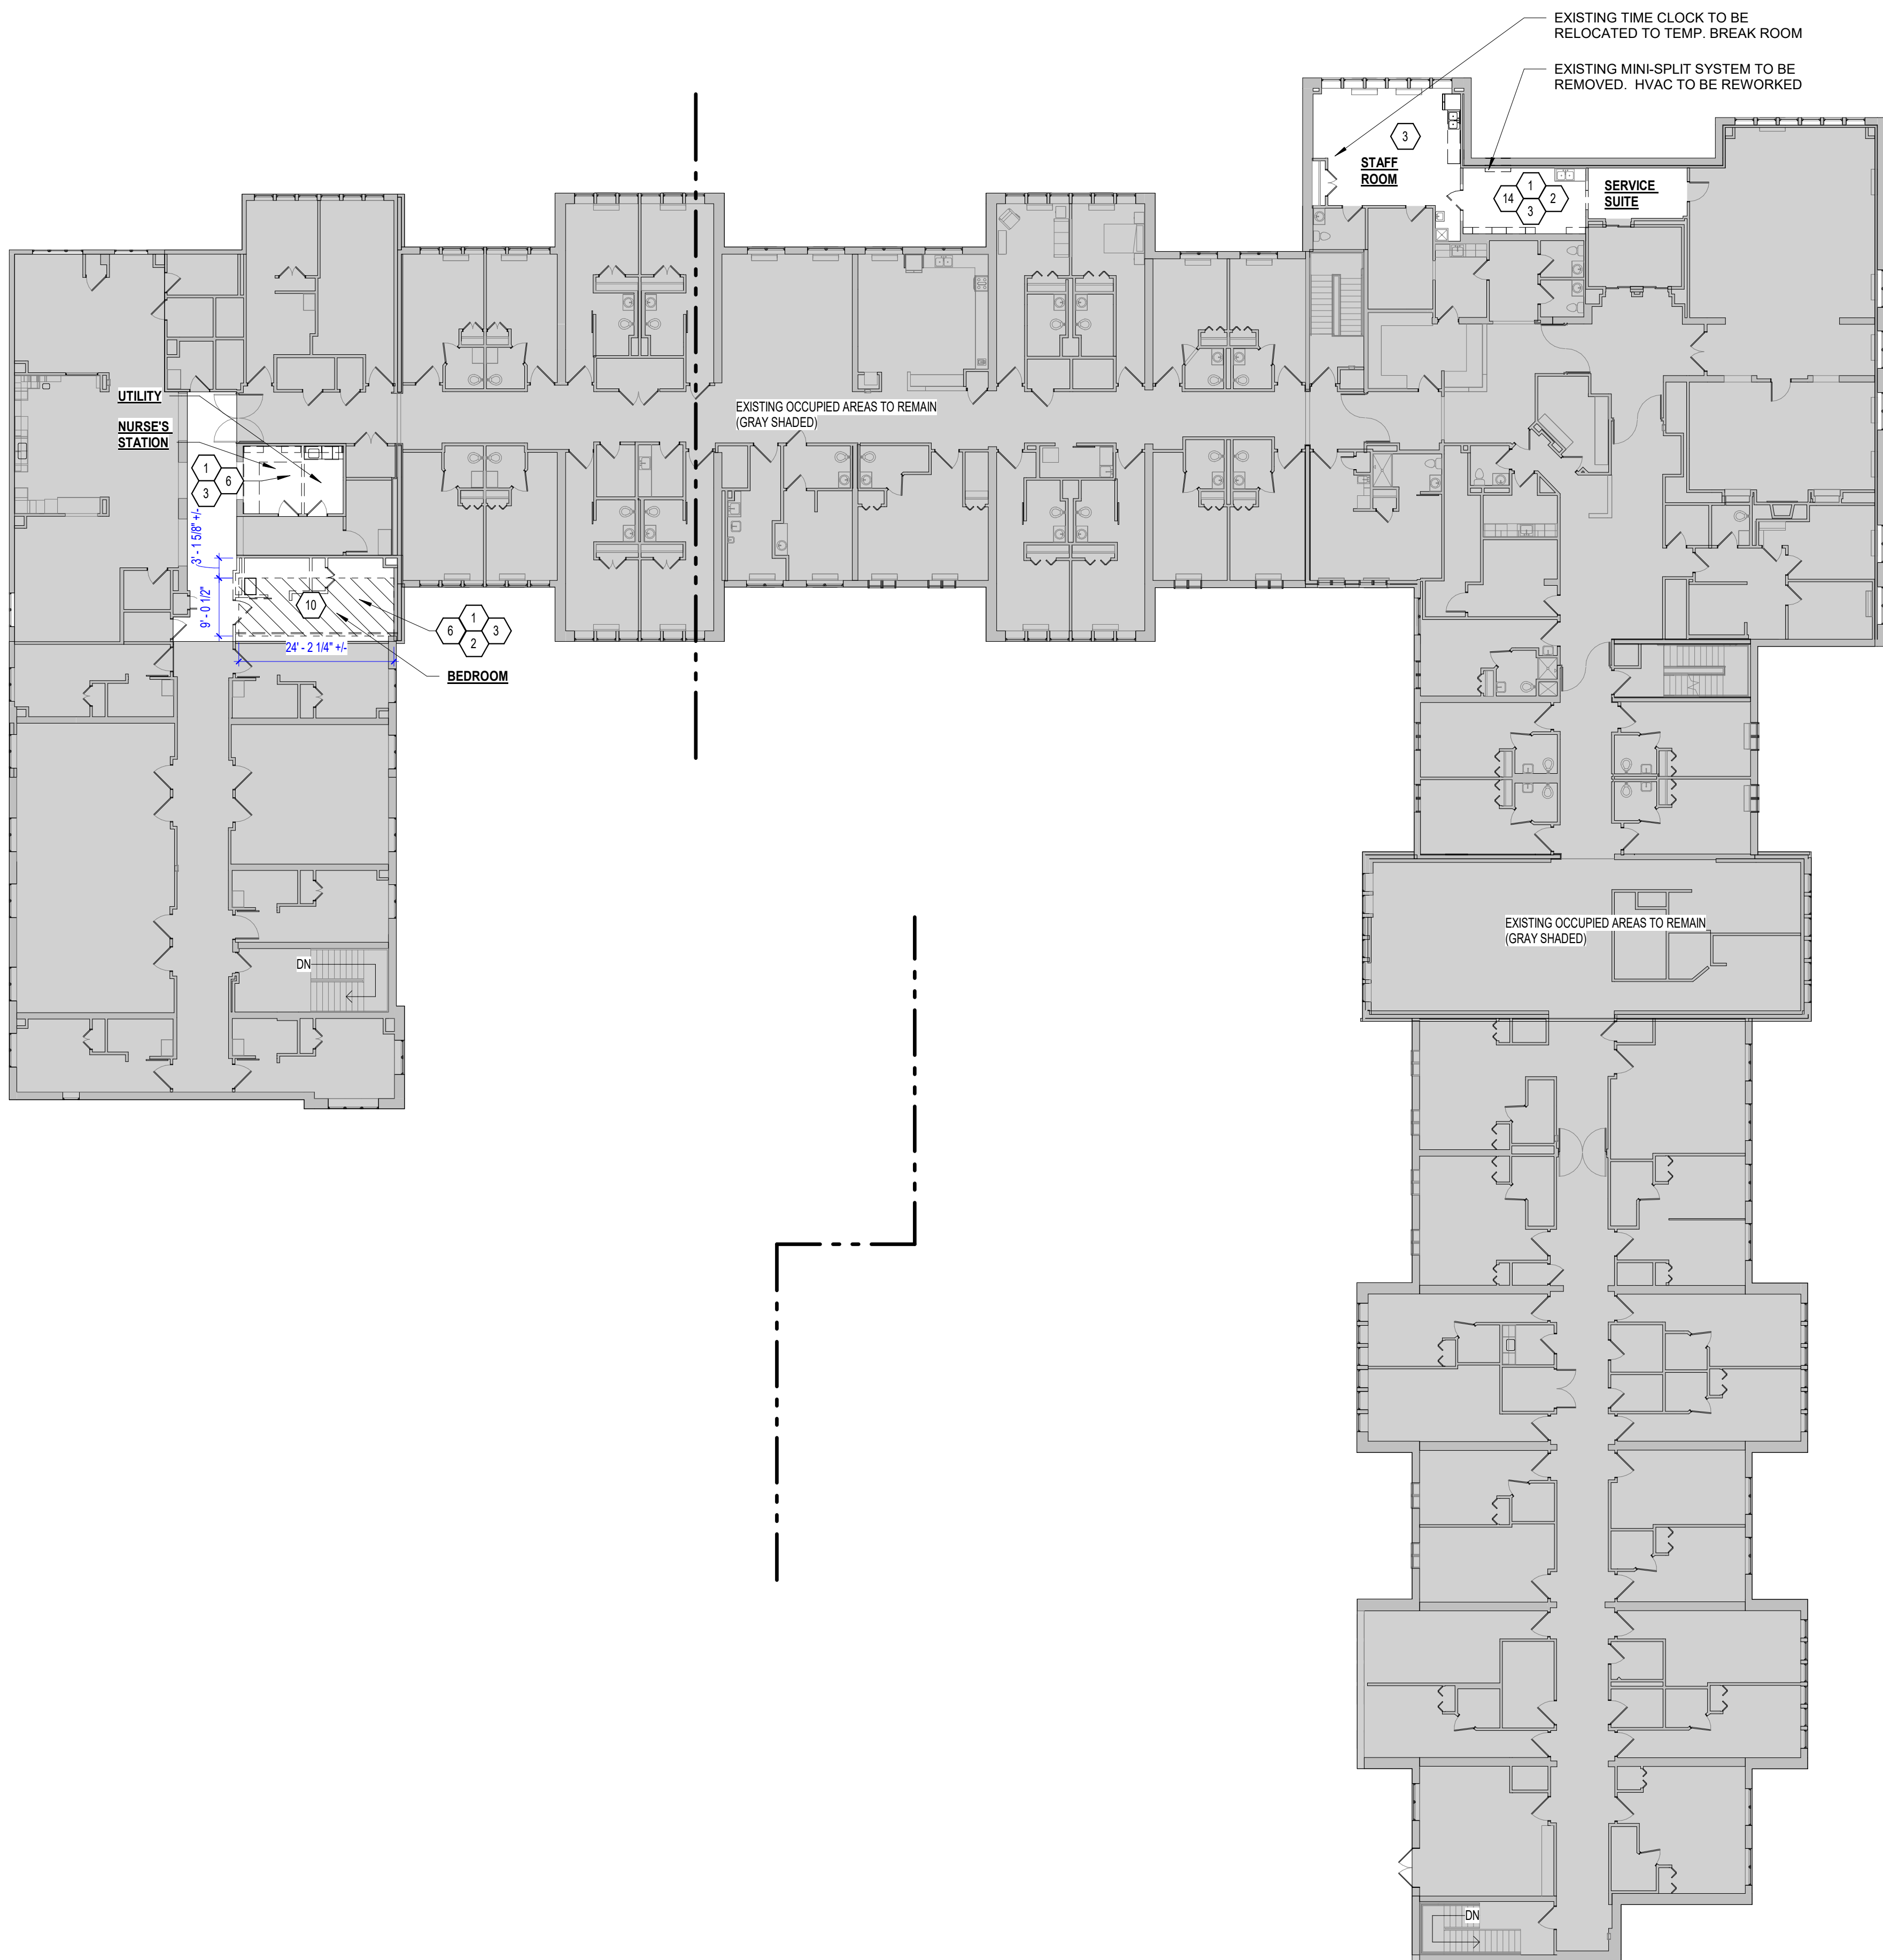 EXISTING TIME CLOCK TO BE
RELOCATED TO TEMP. BREAK ROOM
EXISTING MINI-SPLIT SYSTEM TO BE
REMOVED.  HVAC TO BE REWORKED
3
STAFF
ROOM
1
14
2
3
SERVICE
SUITE
UTILITY
NURSE'S
STATION
1
6
3
EXISTING OCCUPIED AREAS TO REMAIN
(GRAY SHADED)
3' - 1 5/8" +/-
9' - 0 1/2"
10
24' - 2 1/4" +/-
1
6
3
2
BEDROOM
EXISTING OCCUPIED AREAS TO REMAIN
(GRAY SHADED)
DN
DN